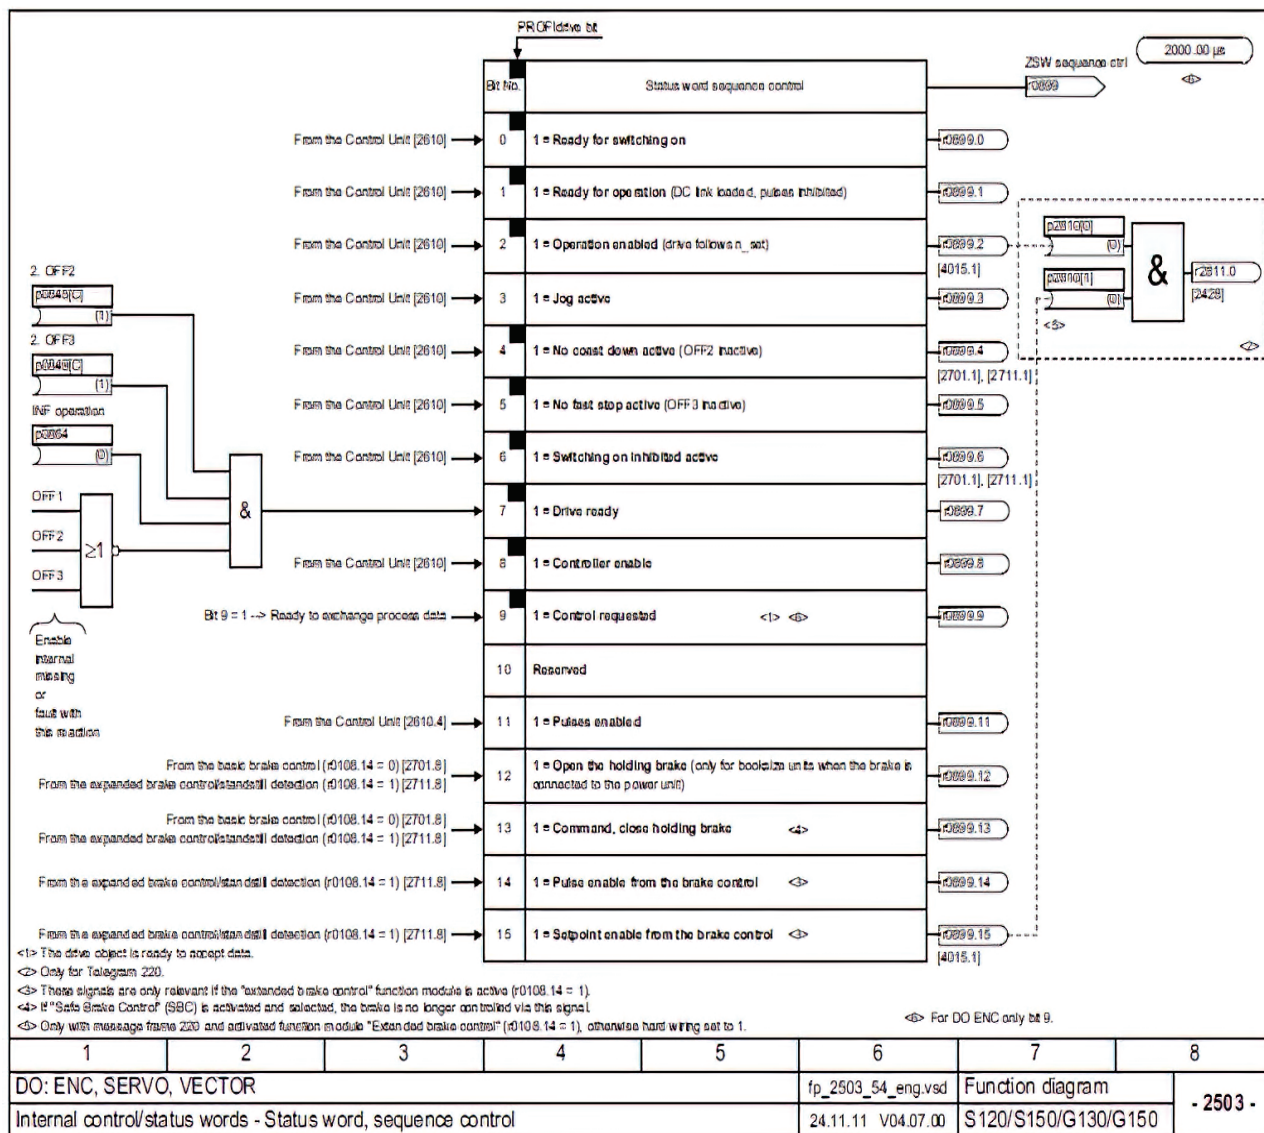 PROFIdrive bit
2000.00 µs
ZSW sequence ctrl
r0899
<6>
Bit No.
Status word sequence control
From the Control Unit [2610]
0
1 = Ready for switching on
r0899.0
From the Control Unit [2610]
1
1 = Ready for operation (DC link loaded, pulses inhibited)
r0899.1
From the Control Unit [2610]
2
1 = Operation enabled (drive follows n_set)
r0899.2
[4015.1]
p2810[0]
(0)
p2810[1]
(0)
<5>
&
r2811.0
[2428]
<2>
2. OFF2
p0845[C]
(1)
From the Control Unit [2610]
3
1 = Jog active
r0899.3
2. OFF3
p0849[C]
(1)
From the Control Unit [2610]
4
1 = No coast down active (OFF2 inactive)
r0899.4
[2701.1], [2711.1]
INF operation
p0864
(0)
From the Control Unit [2610]
5
1 = No fast stop active (OFF3 inactive)
r0899.5
From the Control Unit [2610]
6
1 = Switching on inhibited active
r0899.6
[2701.1], [2711.1]
OFF1
OFF2
OFF3
≥1
&
7
1 = Drive ready
r0899.7
From the Control Unit [2610]
8
1 = Controller enable
r0899.8
Bit 9 = 1 --> Ready to exchange process data
9
1 = Control requested
<1> <6>
r0899.9
Enable
internal
missing
or
fault with
this reaction
10
Reserved
From the Control Unit [2610.4]
11
1 = Pulses enabled
r0899.11
From the basic brake control (r0108.14 = 0) [2701.8]
From the expanded brake control/standstill detection (r0108.14 = 1) [2711.8]
12
1 = Open the holding brake (only for booksize units when the brake is
connected to the power unit)
r0899.12
From the basic brake control (r0108.14 = 0) [2701.8]
From the expanded brake control/standstill detection (r0108.14 = 1) [2711.8]
13
1 = Command, close holding brake
<4>
r0899.13
From the expanded brake control/standstill detection (r0108.14 = 1) [2711.8]
14
1 = Pulse enable from the brake control
<3>
r0899.14
From the expanded brake control/standstill detection (r0108.14 = 1) [2711.8]
15
1 = Setpoint enable from the brake control
<3>
r0899.15
[4015.1]
<1> The drive object is ready to accept data.
<2> Only for Telegram 220.
<3> These signals are only relevant if the "extended brake control" function module is active (r0108.14 = 1).
<4> If "Safe Brake Control" (SBC) is activated and selected, the brake is no longer controlled via this signal.
<5> Only with message frame 220 and activated function module "Extended brake control" (r0108.14 = 1), otherwise hard wiring set to 1.
<6> For DO ENC only bit 9.
1 2 3 4 5 6 7 8
DO: ENC, SERVO, VECTOR
fp_2503_54_eng.vsd
Function diagram
- 2503 -
Internal control/status words - Status word, sequence control
24.11.11 V04.07.00
S120/S150/G130/G150